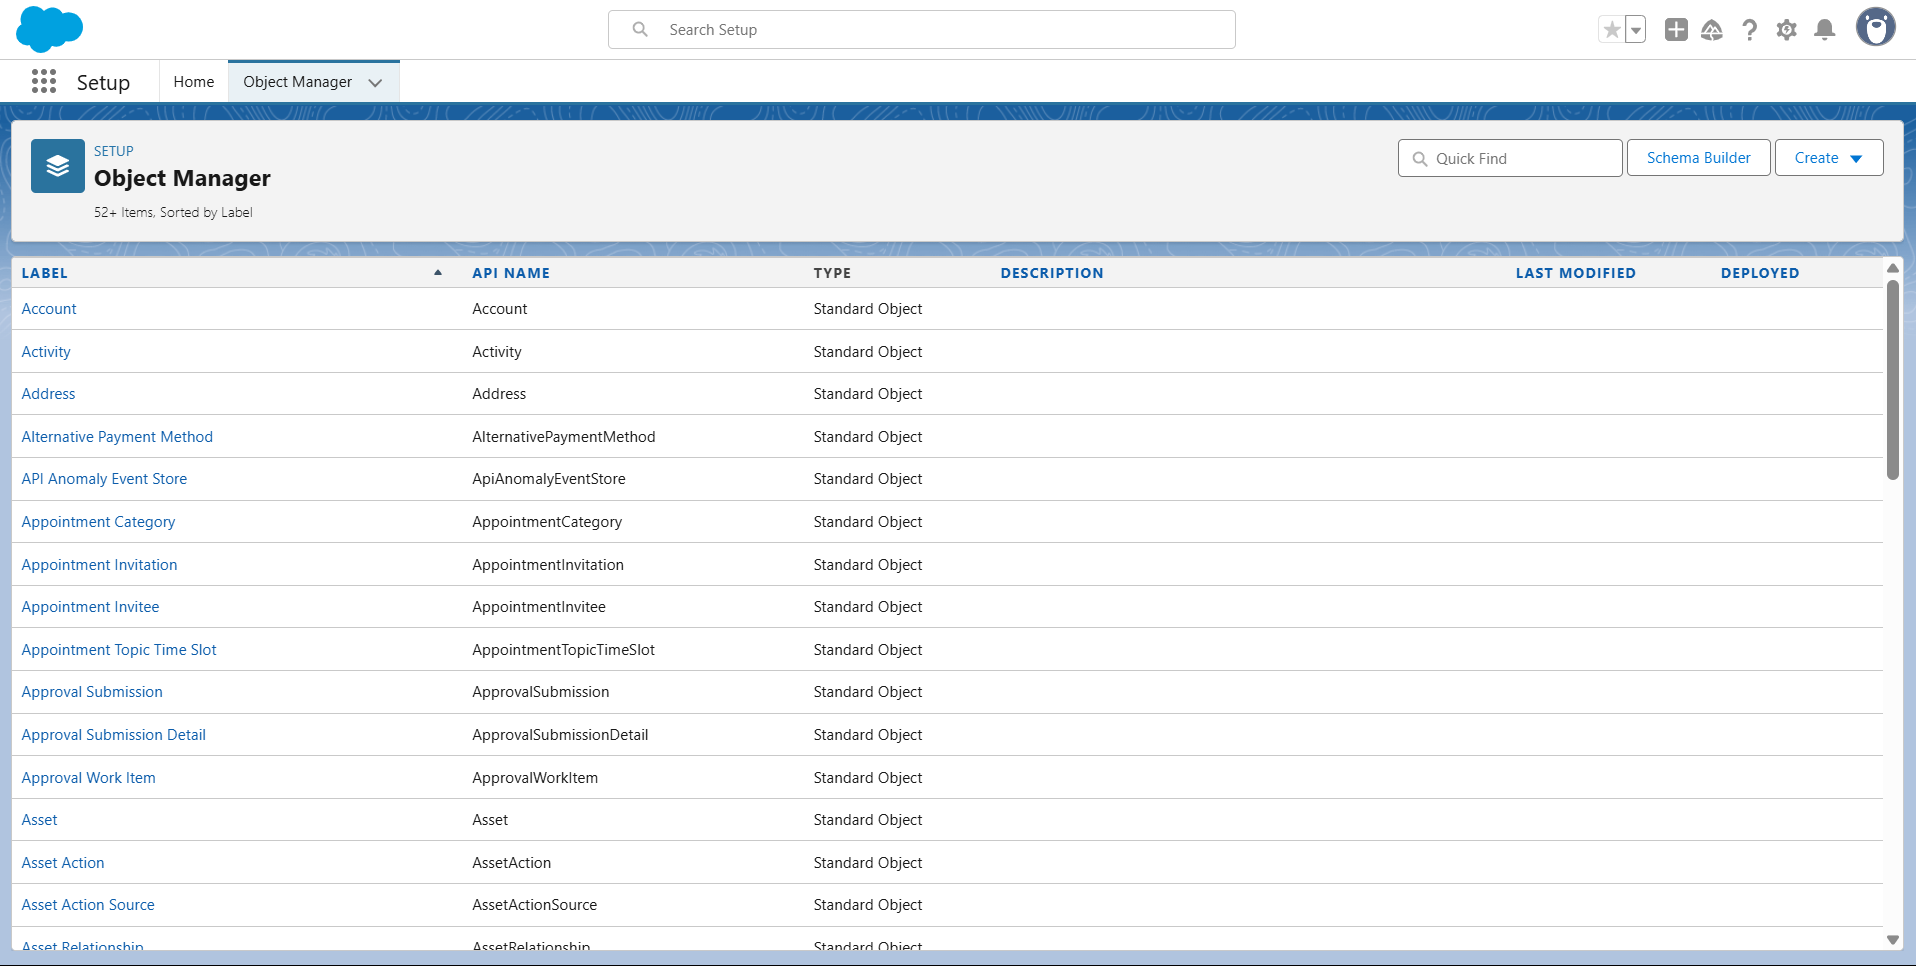 Search Setup
Setup
Home
Object Manager
SETUP
Object Manager
52+ Items, Sorted by Label
Quick Find
Schema Builder
Create
LABEL API NAME TYPE DESCRIPTION LAST MODIFIED DEPLOYED
Account Account Standard Object
Activity Activity Standard Object
Address Address Standard Object
Alternative Payment Method AlternativePaymentMethod Standard Object
API Anomaly Event Store ApiAnomalyEventStore Standard Object
Appointment Category AppointmentCategory Standard Object
Appointment Invitation AppointmentInvitation Standard Object
Appointment Invitee AppointmentInvitee Standard Object
Appointment Topic Time Slot AppointmentTopicTimeSlot Standard Object
Approval Submission ApprovalSubmission Standard Object
Approval Submission Detail ApprovalSubmissionDetail Standard Object
Approval Work Item ApprovalWorkItem Standard Object
Asset Asset Standard Object
Asset Action AssetAction Standard Object
Asset Action Source AssetActionSource Standard Object
Asset Relationship AssetRelationship Standard Object